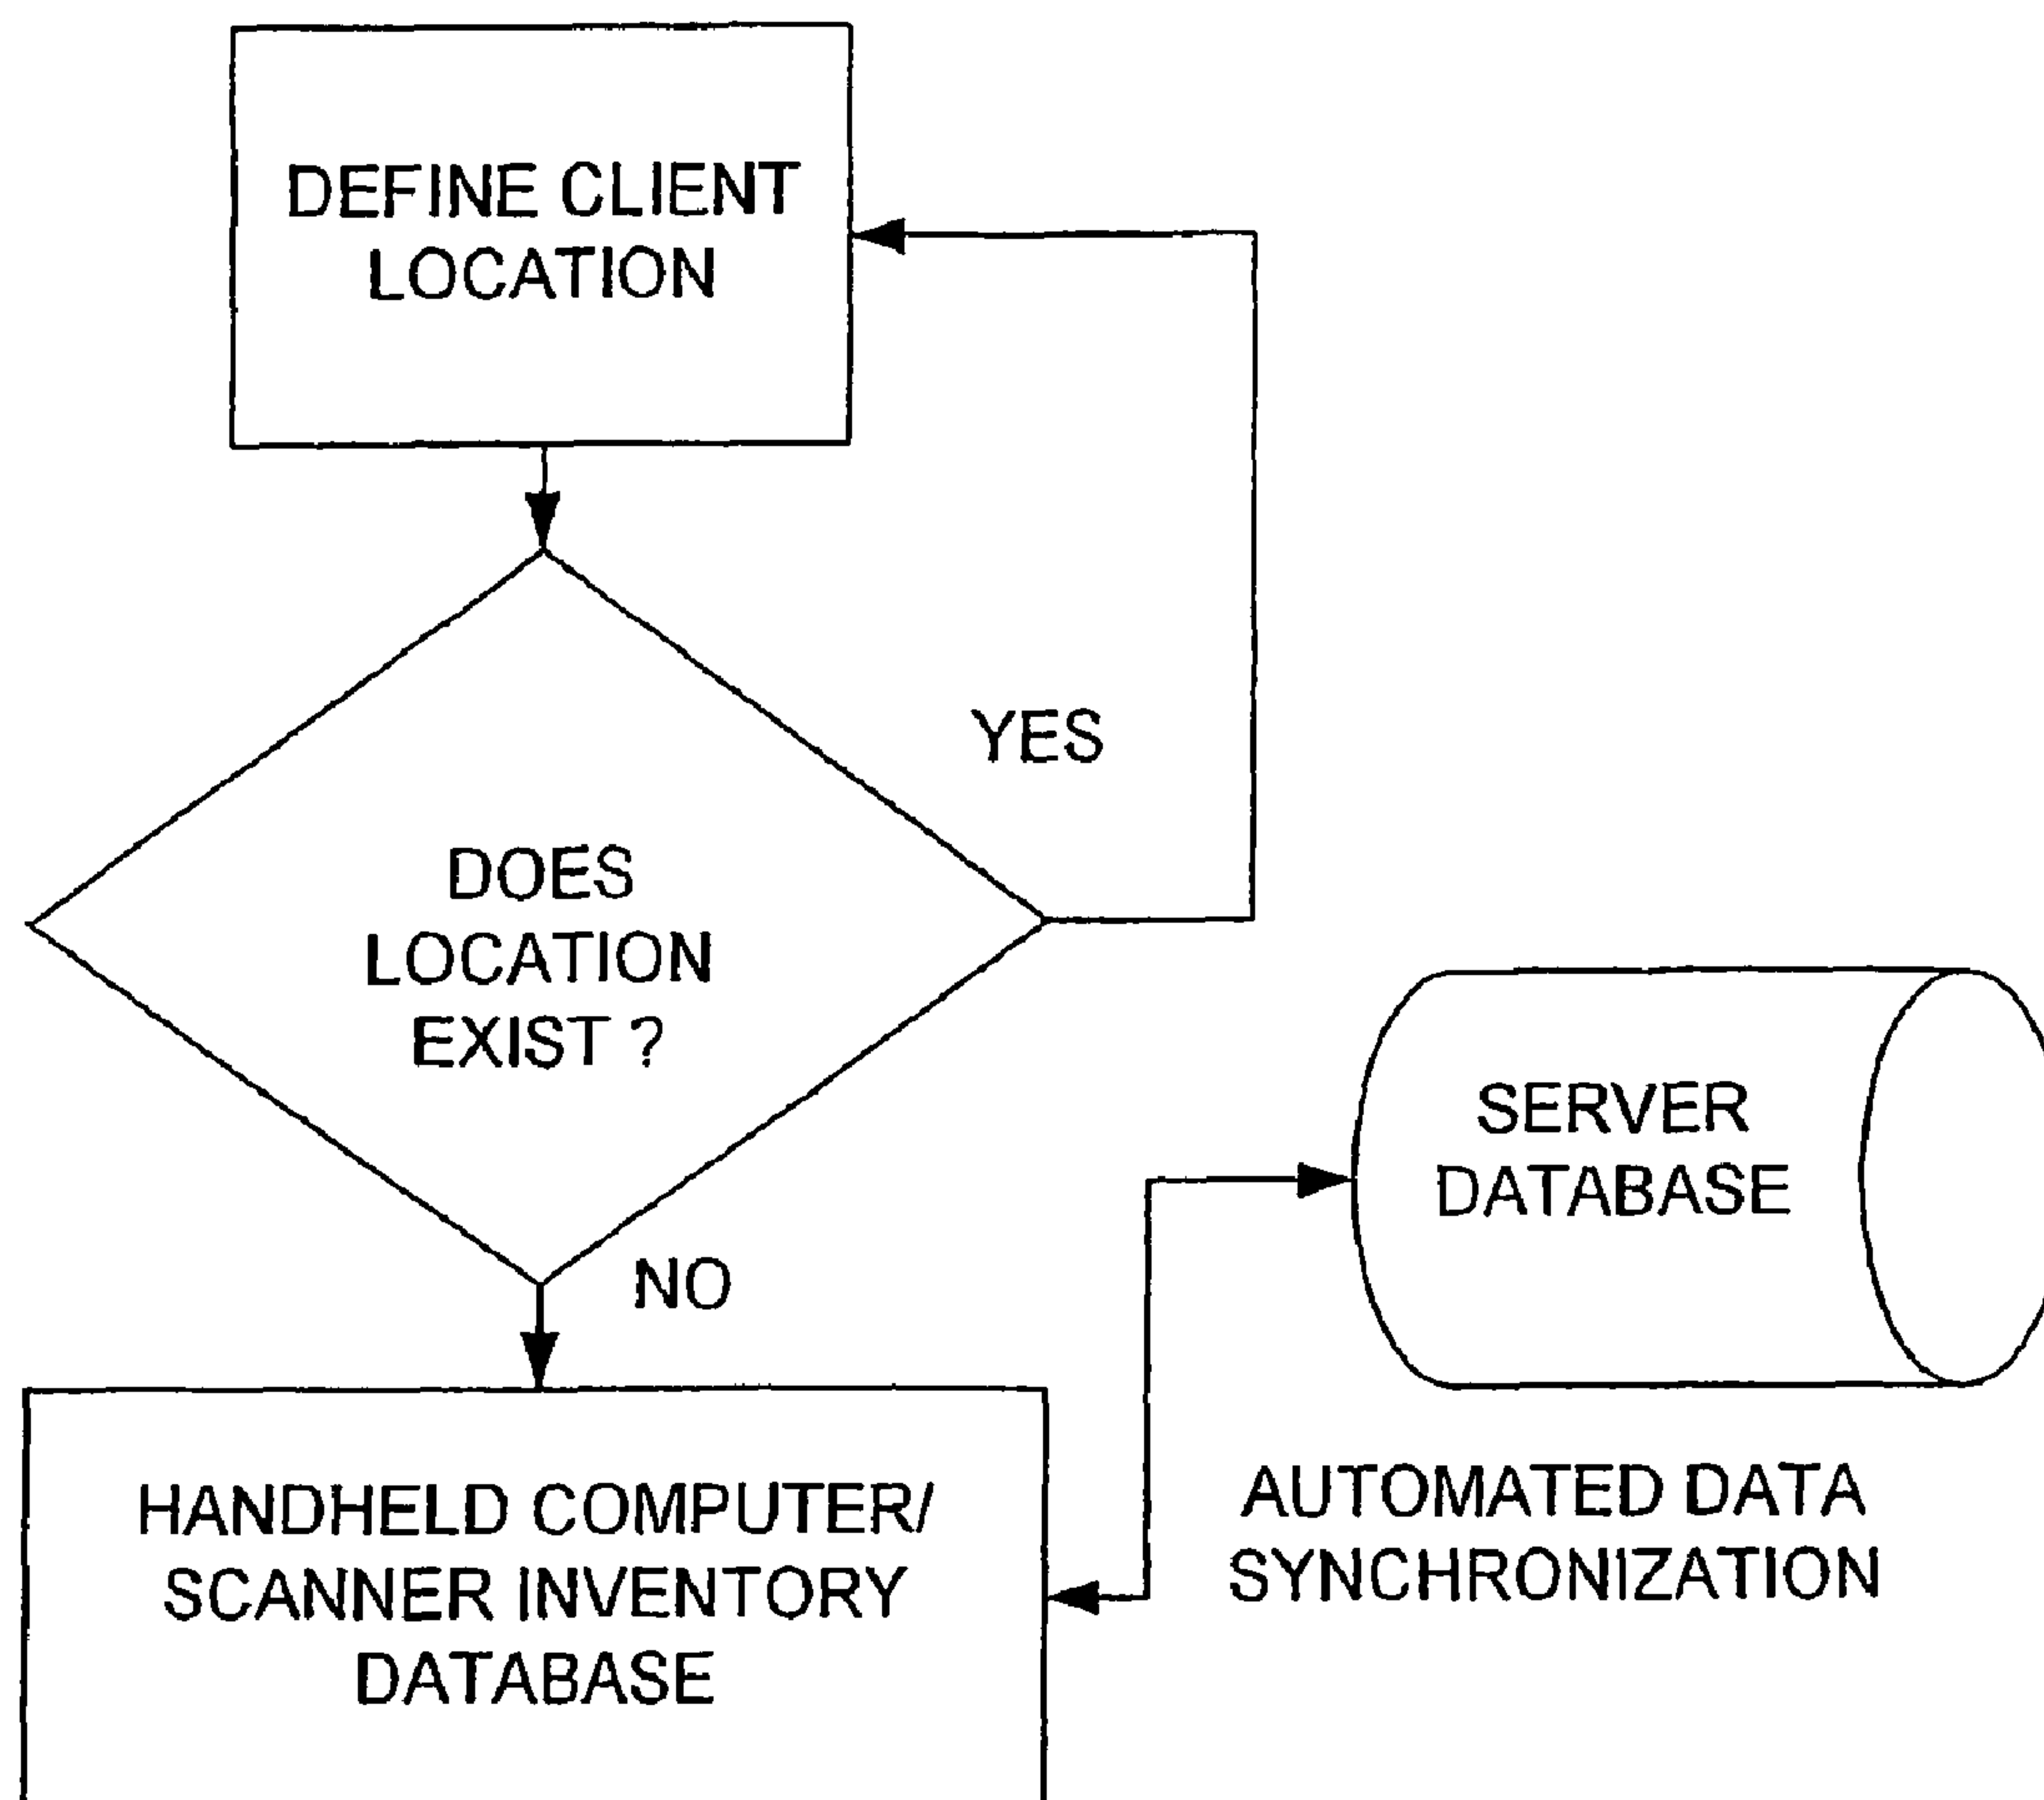 DEFINE CLIENT
LOCATION
YES
DOES
LOCATION
EXIST ?
NO
SERVER
DATABASE
HANDHELD COMPUTER/
SCANNER INVENTORY
DATABASE
AUTOMATED DATA
SYNCHRONIZATION